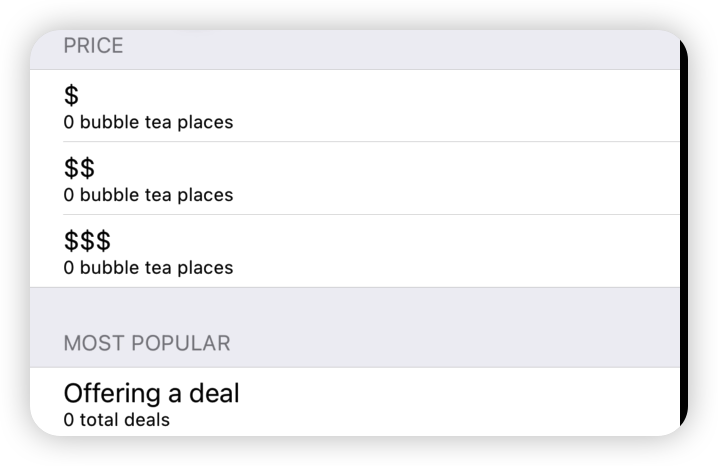 PRICE
$
0 bubble tea places
$$
0 bubble tea places
$$$
0 bubble tea places
MOST POPULAR
Offering a deal
0 total deals